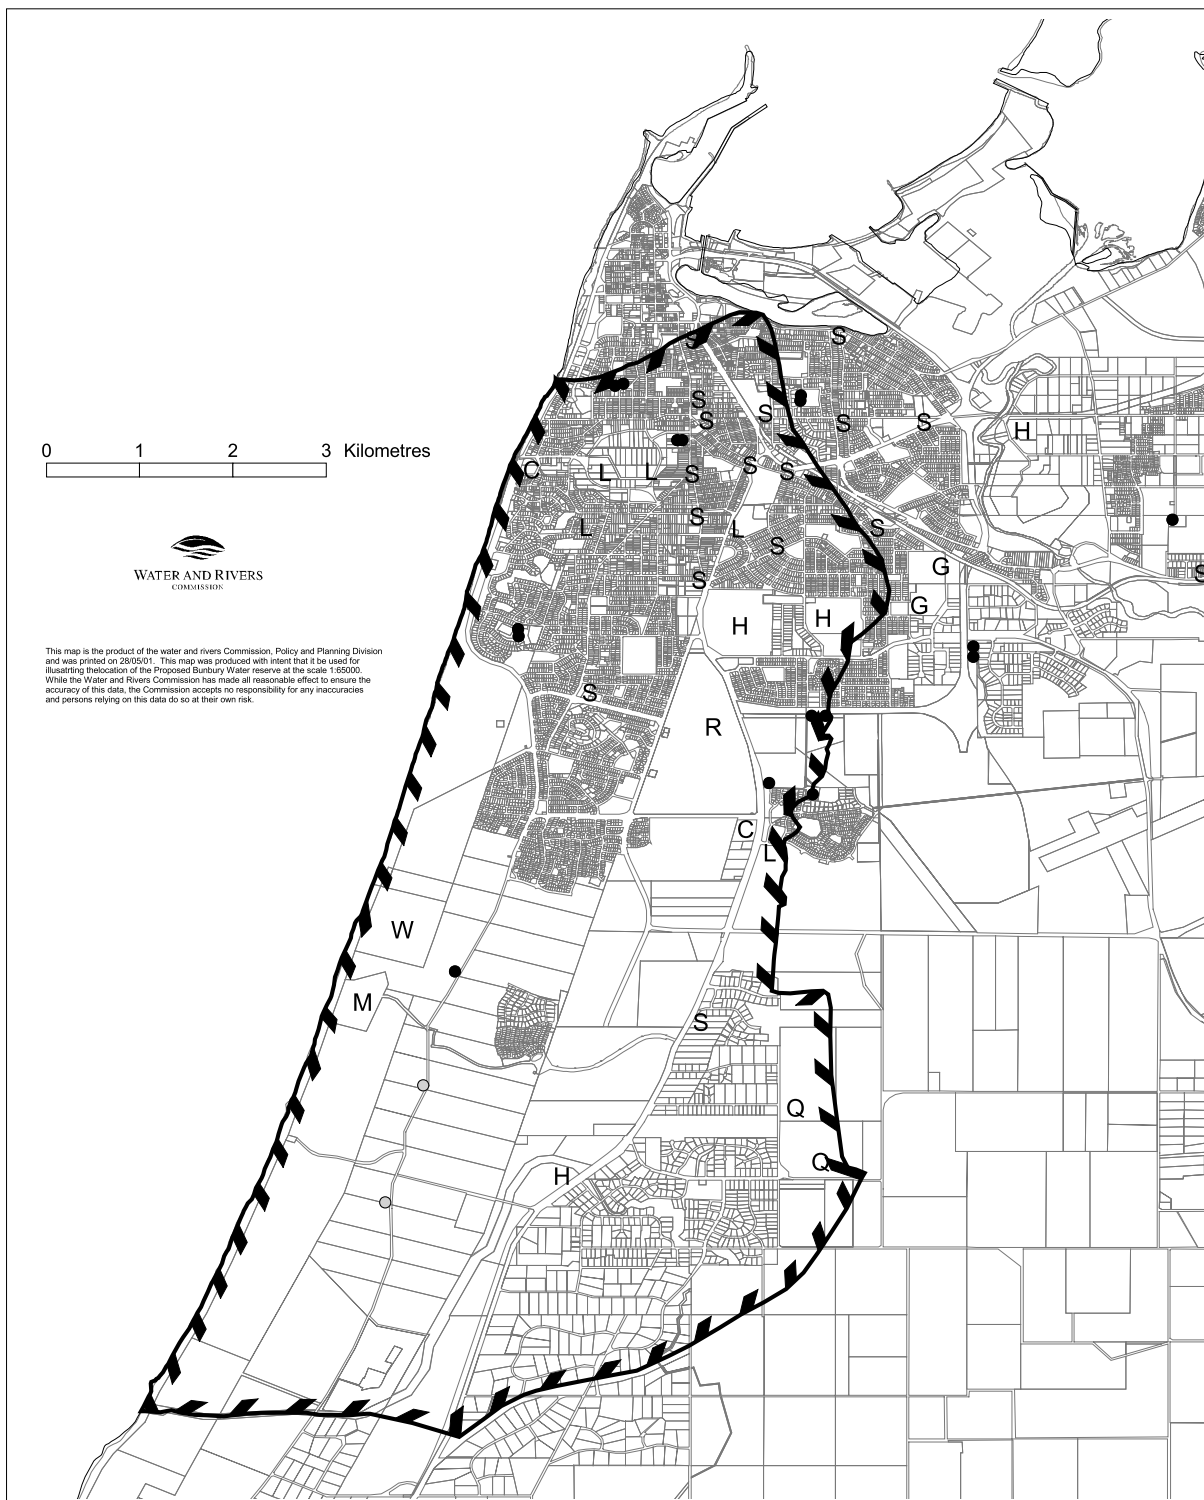 S
S
S
S
S
S
S
H
S
0 1 2 3 Kilometres
C
L
L
S
S
S
L
S
L
S
S
WATER AND RIVERS
COMMISSION
G
S
S
G
H
H
This map is the product of the water and rivers Commission, Policy and Planning Division
and was printed on 28/05/01. This map was produced with intent that it be used for
illusatrting thelocation of the Proposed Bunbury Water reserve at the scale 1:65000.
While the Water and Rivers Commission has made all reasonable effect to ensure the
accuracy of this data, the Commission accepts no responsibility for any inaccuracies
and persons relying on this data do so at their own risk.
S
R
C
L
W
M
S
Q
Q
H